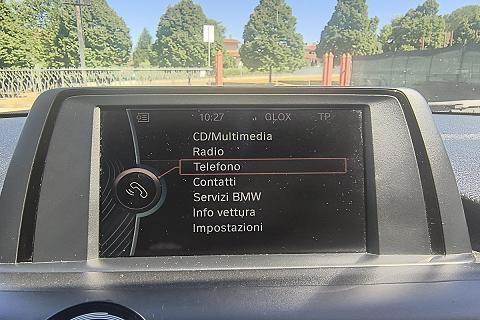 10:27 GLOX TP
CD/Multimedia
Radio
Telefono
Contatti
Servizi BMW
Info vettura
Impostazioni